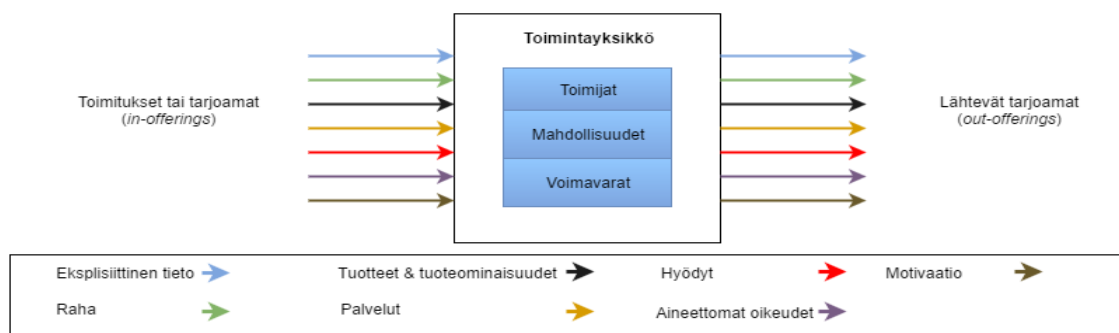 Toimintayksikkö
Toimijat
Mahdollisuudet
Voimavarat
Toimitukset tai tarjoamat
(in-offerings)
Lähtevät tarjoamat
(out-offerings)
Eksplisiittinen tieto
Tuotteet & tuoteominaisuudet
Hyödyt
Motivaatio
Raha
Palvelut
Aineettomat oikeudet